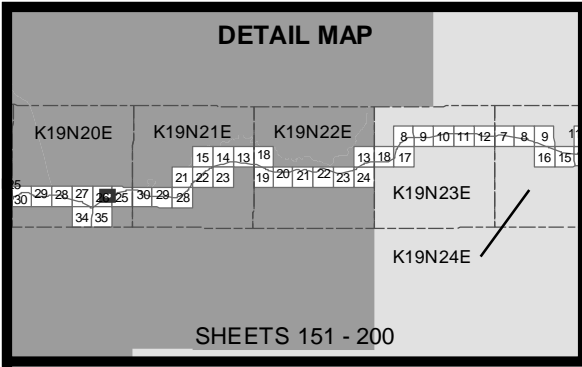 DETAIL MAP
K19N20E K19N21E K19N22E
8 9 10 11 12 7 8 9
15 14 13 18 13 18 17 16 15
K19N23E
21 22 23 19 20 21 22 23 24
30 29 28 27 26 25 30 29 28
34 35
K19N24E
SHEETS 151 - 200